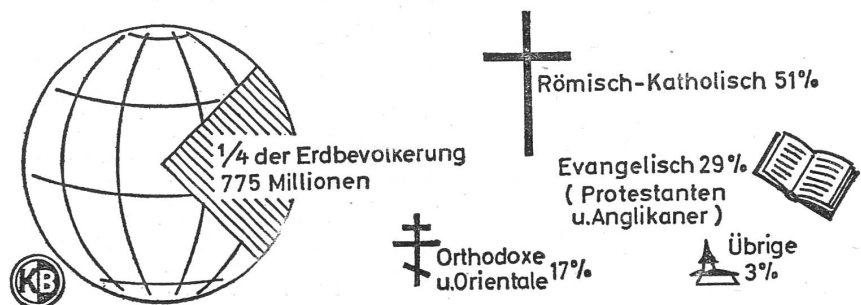 Römisch-Katholisch 51%
1/4 der Erdbevölkerung
775 Millionen
Evangelisch 29%
( Protestanten
u.Anglikaner )
Orthodoxe
u.Orientale 17%
Übrige
3%
KB